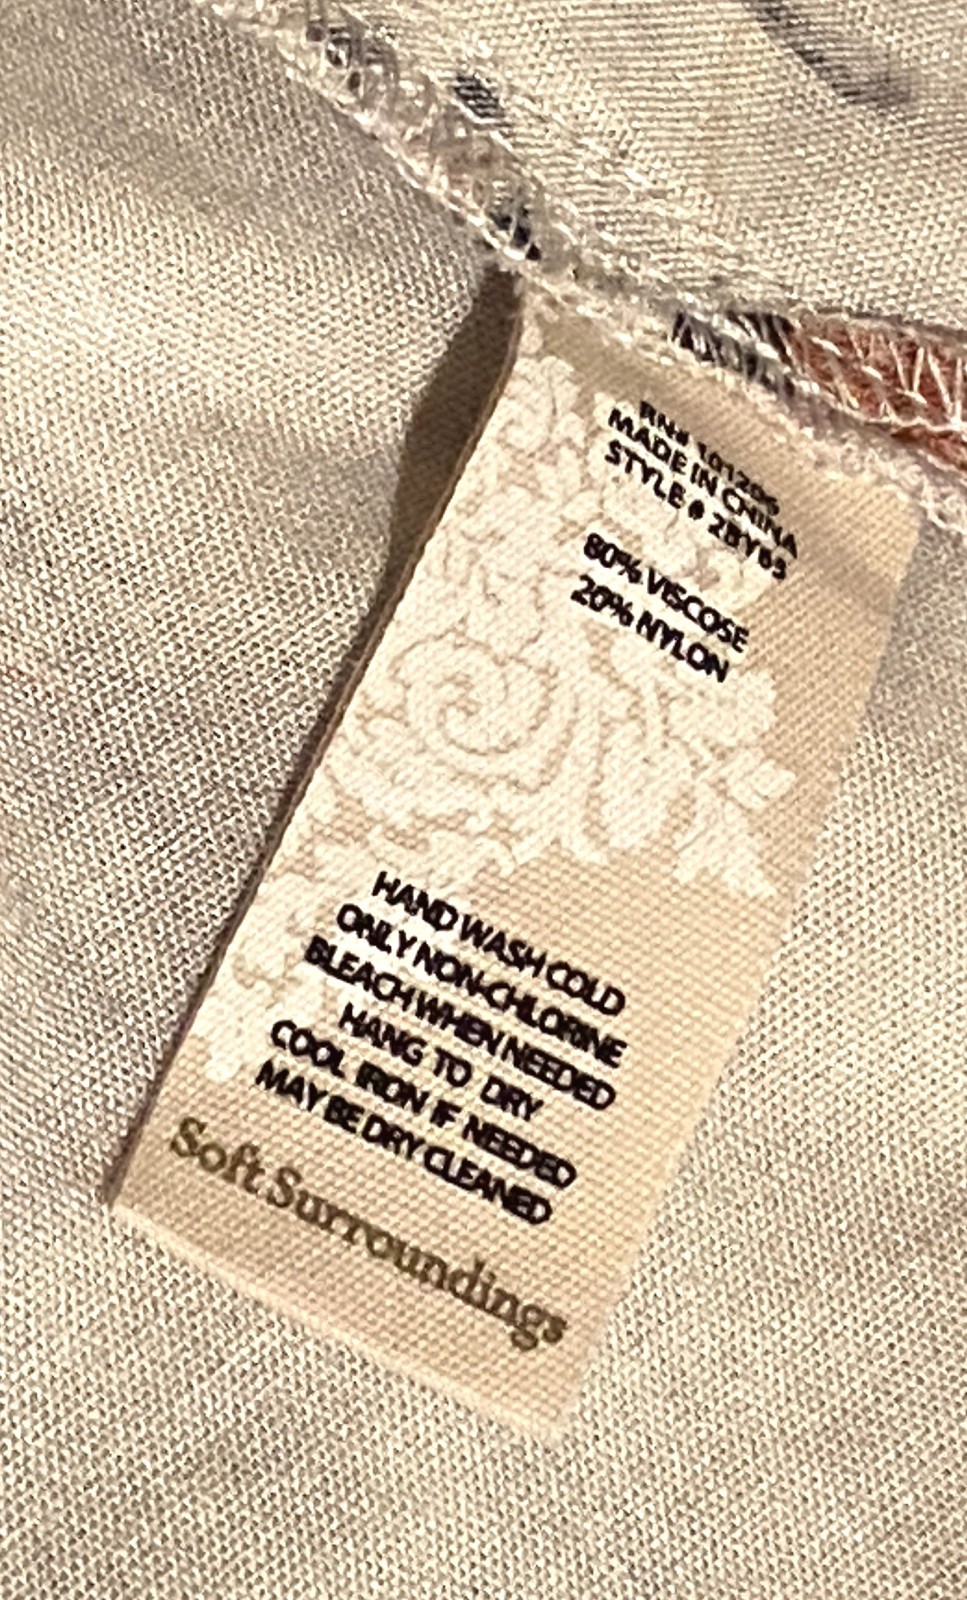 RN# 101206
MADE IN CHINA
STYLE # 2BY65
80% VISCOSE
20% NYLON
HAND WASH COLD
ONLY NON-CHLORINE
BLEACH WHEN NEEDED
HANG TO DRY
COOL IRON IF NEEDED
MAY BE DRY CLEANED
Soft Surroundings